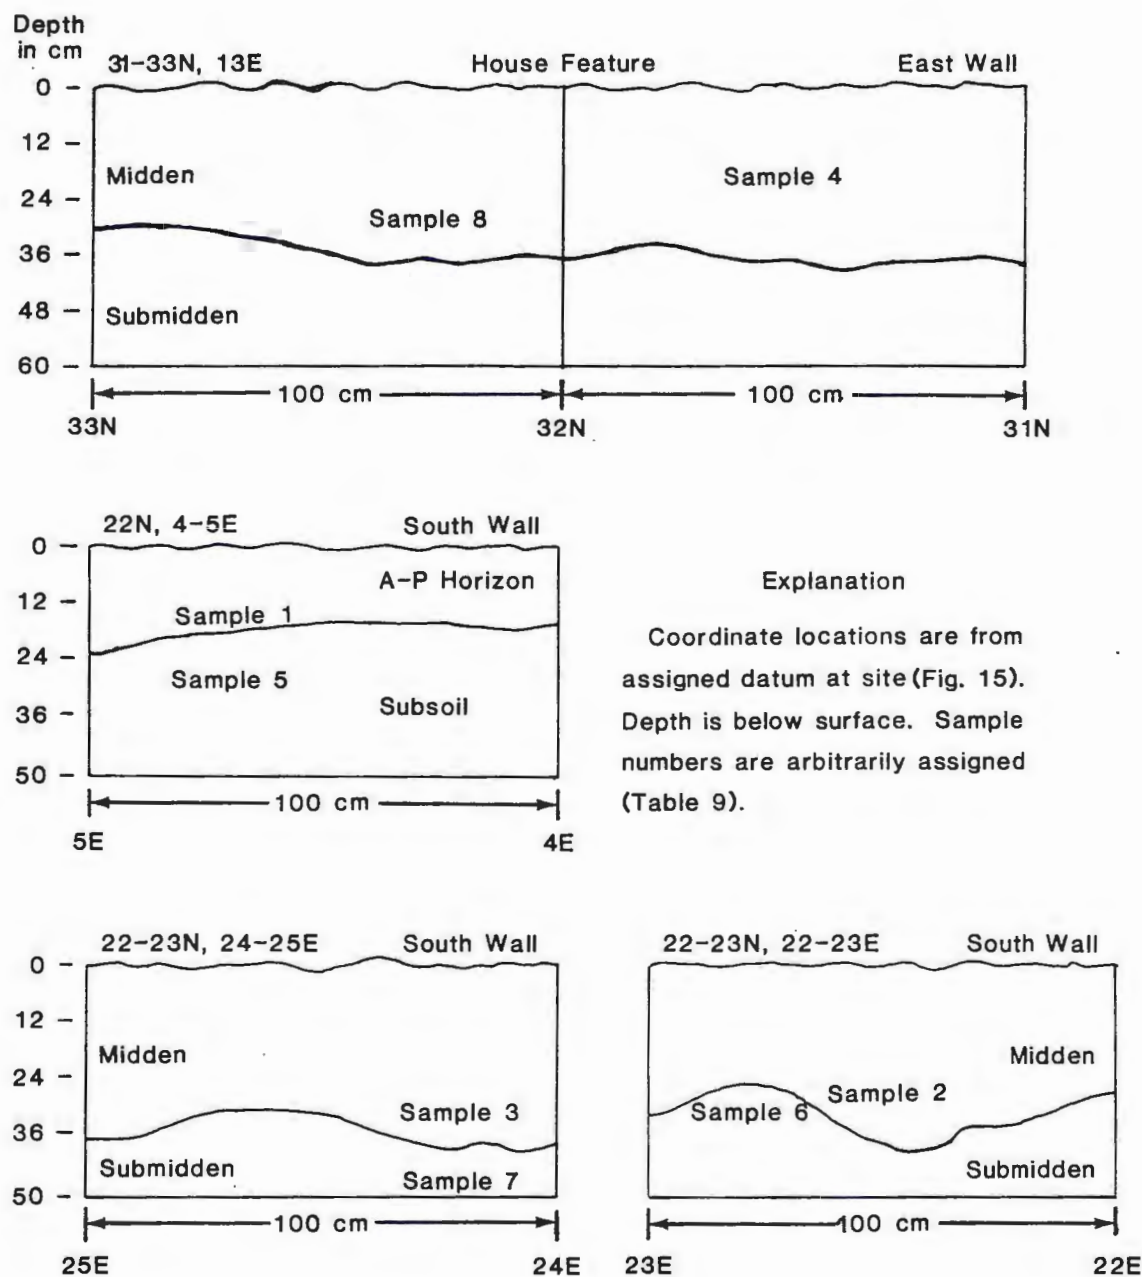 Depth
in cm
31-33N, 13E House Feature East Wall
0 -
12 -
Midden
Sample 4
24 -
Sample 8
36 -
48 - Submidden
60 -
100 cm 100 cm
33N 32N 31N
22N, 4-5E South Wall
0 -
A-P Horizon
12 -
Sample 1
24 -
Sample 5
Subsoil
36 -
50 -
100 cm
5E 4E
Explanation
Coordinate locations are from
assigned datum at site (Fig. 15).
Depth is below surface. Sample
numbers are arbitrarily assigned
(Table 9).
22-23N, 24-25E South Wall
0 -
12 -
Midden
24 -
Sample 3
36 -
Submidden
Sample 7
50 -
100 cm
25E 24E
22-23N, 22-23E South Wall
Midden
Sample 2
Sample 6
Submidden
100 cm
23E 22E